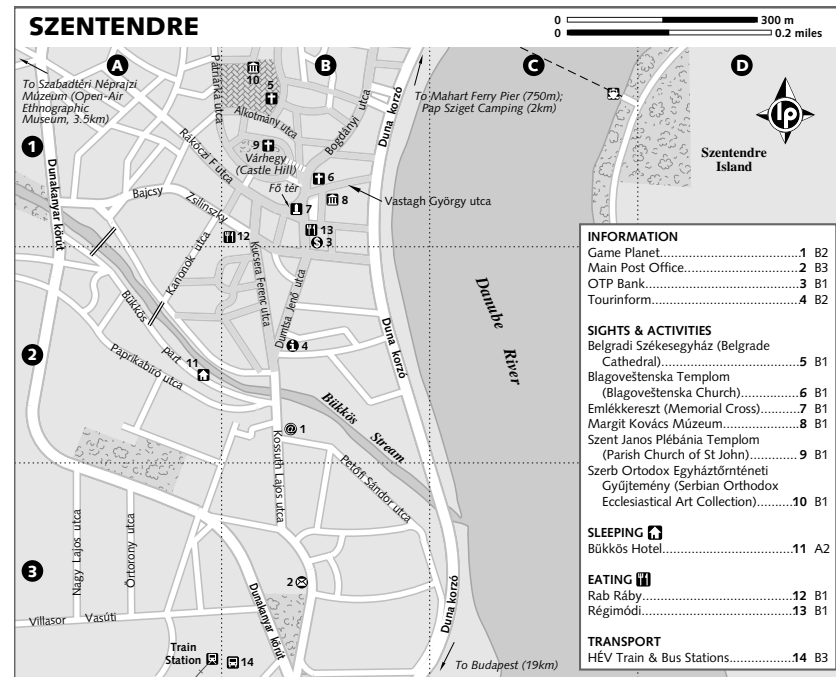 SZENTENDRE
0 300 m
0 0.2 miles
A
B
C
D
1
2
3
To Szabadtéri Néprajzi
Múzeum (Open-Air
Ethnographic
Museum, 3.5km)
To Mahart Ferry Pier (750m);
Pap Sziget Camping (2km)
Pátriárka utca
10
5
Alkotmány utca
Bogdányi utca
Duna korzó
Rákóczi F utca
9
Várhegy
(Castle Hill)
6
Fő tér
7
8
Vastagh György utca
Szentendre
Island
lp
Dunakanyar körút
Bajcsy
Zsilinszky
12
13
3
Kanonok utca
Kucsera Ferenc utca
Dumtsa Jenő utca
4
Duna korzó
Danube
River
Bükkös
part
11
Paprikabíró utca
Bükkös
Stream
1
Kossuth Lajos utca
Petőfi Sándor utca
Nagy Lajos utca
Őrtorony utca
2
Dunakanyar körút
Duna korzó
Villasor
Vasúti
Train
Station
14
To Budapest (19km)
INFORMATION
Game Planet 1 B2
Main Post Office 2 B3
OTP Bank 3 B1
Tourinform 4 B2
SIGHTS & ACTIVITIES
Belgradi Székesegyház (Belgrade
Cathedral) 5 B1
Blagoveštenska Templom
(Blagoveštenska Church) 6 B1
Emlékkereszt (Memorial Cross) 7 B1
Margit Kovács Múzeum 8 B1
Szent Janos Plébánia Templom
(Parish Church of St John) 9 B1
Szerb Ortodox Egyháztőrnténeti
Gyűjtemény (Serbian Orthodox
Ecclesiastical Art Collection) 10 B1
SLEEPING
Bükkös Hotel 11 A2
EATING
Rab Ráby 12 B1
Régimódi 13 B1
TRANSPORT
HÉV Train & Bus Stations 14 B3